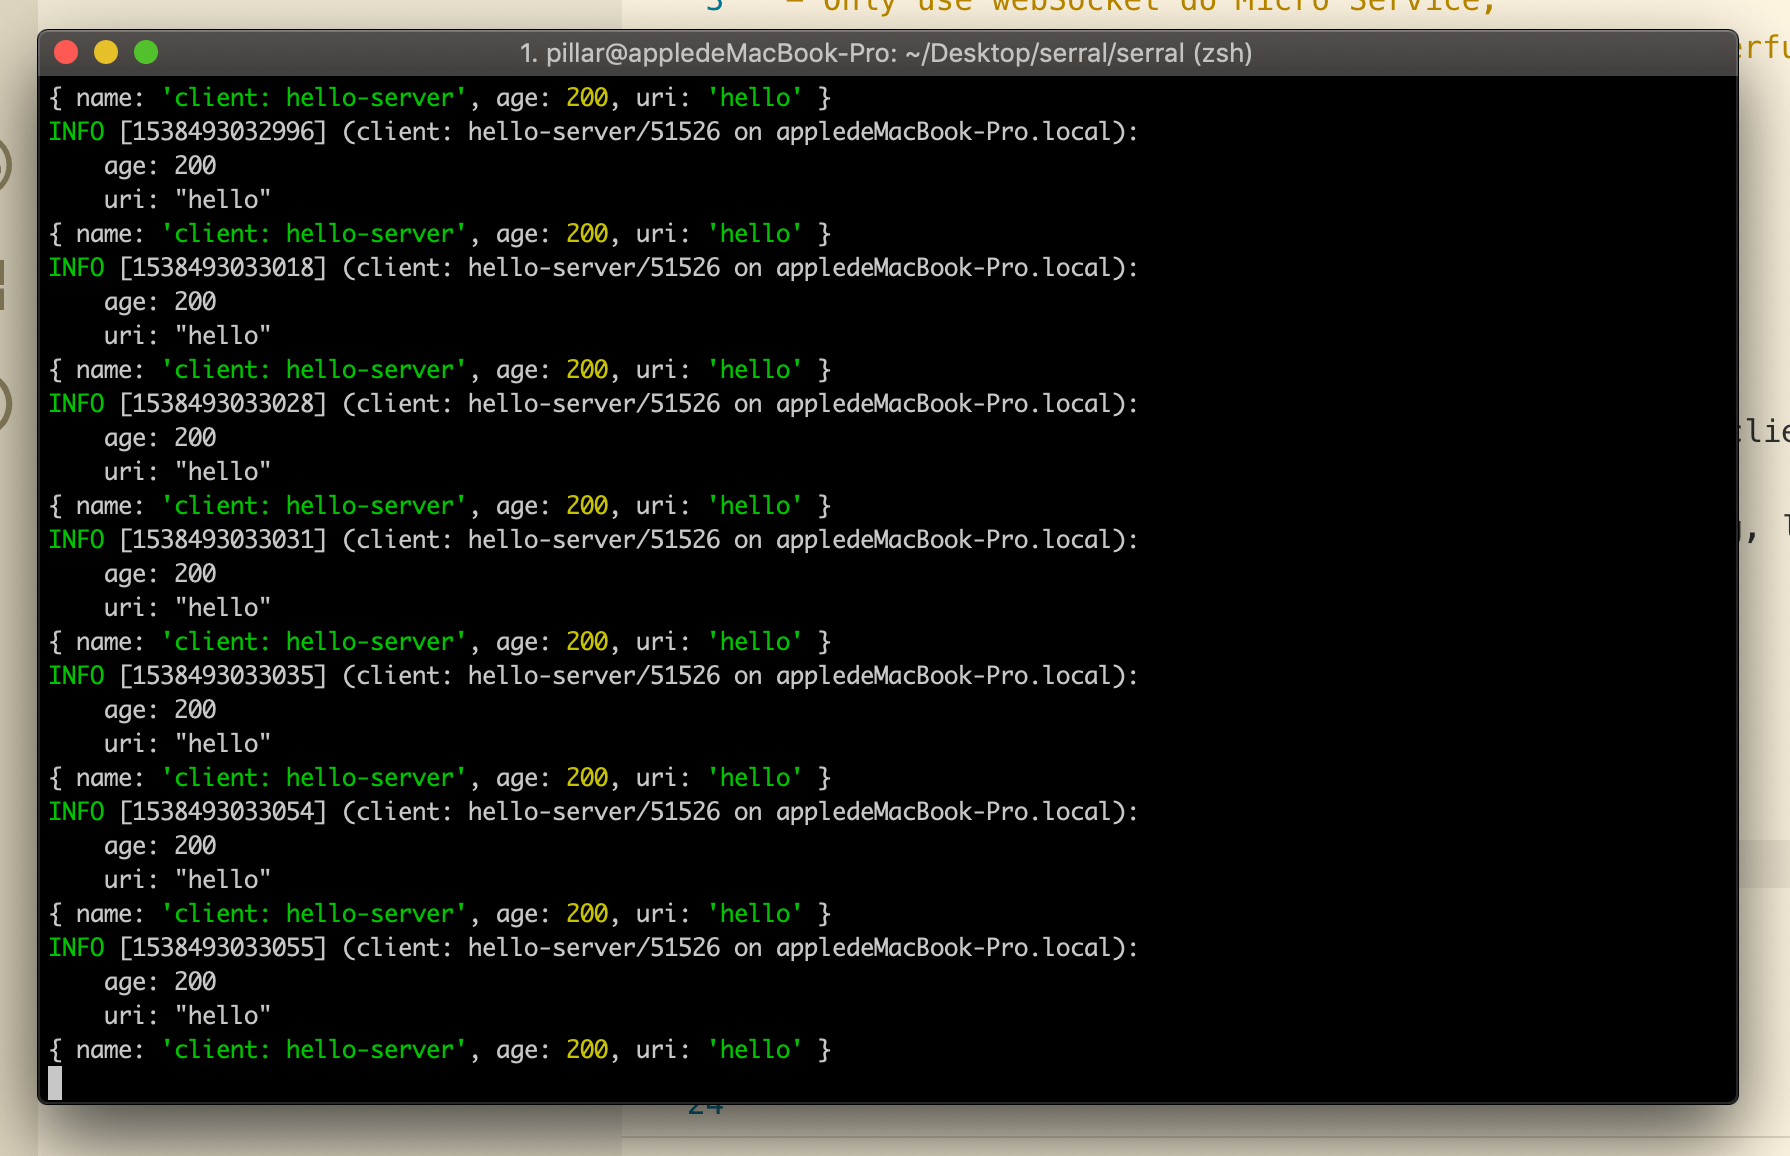 3 - Only use WebSocket do Micro Service,
1. pillar@appledeMacBook-Pro: ~/Desktop/serral/serral (zsh)
{ name: 'client: hello-server', age: 200, uri: 'hello' }
INFO [1538493032996] (client: hello-server/51526 on appledeMacBook-Pro.local):
age: 200
uri: "hello"
{ name: 'client: hello-server', age: 200, uri: 'hello' }
INFO [1538493033018] (client: hello-server/51526 on appledeMacBook-Pro.local):
age: 200
uri: "hello"
{ name: 'client: hello-server', age: 200, uri: 'hello' }
INFO [1538493033028] (client: hello-server/51526 on appledeMacBook-Pro.local):
age: 200
uri: "hello"
{ name: 'client: hello-server', age: 200, uri: 'hello' }
INFO [1538493033031] (client: hello-server/51526 on appledeMacBook-Pro.local):
age: 200
uri: "hello"
{ name: 'client: hello-server', age: 200, uri: 'hello' }
INFO [1538493033035] (client: hello-server/51526 on appledeMacBook-Pro.local):
age: 200
uri: "hello"
{ name: 'client: hello-server', age: 200, uri: 'hello' }
INFO [1538493033054] (client: hello-server/51526 on appledeMacBook-Pro.local):
age: 200
uri: "hello"
{ name: 'client: hello-server', age: 200, uri: 'hello' }
INFO [1538493033055] (client: hello-server/51526 on appledeMacBook-Pro.local):
age: 200
uri: "hello"
{ name: 'client: hello-server', age: 200, uri: 'hello' }
24